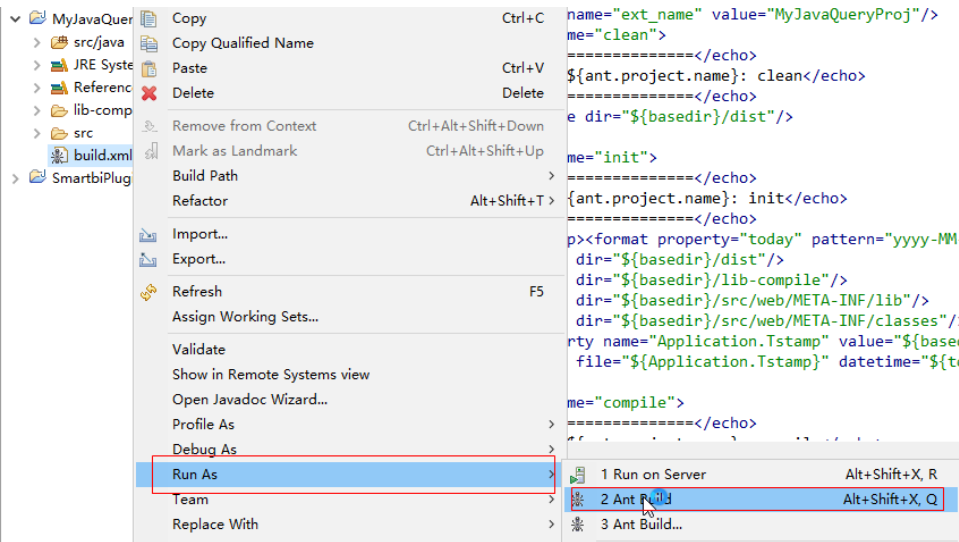 MyJavaQuer
src/java
JRE Syste
Referenc
lib-comp
src
build.xml
SmartbiPlug
Copy Ctrl+C
Copy Qualified Name
Paste Ctrl+V
Delete Delete
Remove from Context Ctrl+Alt+Shift+Down
Mark as Landmark Ctrl+Alt+Shift+Up
Build Path
Refactor Alt+Shift+T
Import...
Export...
Refresh F5
Assign Working Sets...
Validate
Show in Remote Systems view
Open Javadoc Wizard...
Profile As
Debug As
Run As
Team
Replace With
name="ext_name" value="MyJavaQueryProj"/>
me="clean">
===============</echo>
${ant.project.name}: clean</echo>
===============</echo>
e dir="${basedir}/dist"/>
me="init">
===============</echo>
{ant.project.name}: init</echo>
===============</echo>
p><format property="today" pattern="yyyy-MM
dir="${basedir}/dist"/>
dir="${basedir}/lib-compile"/>
dir="${basedir}/src/web/META-INF/lib"/>
dir="${basedir}/src/web/META-INF/classes"/
rty name="Application.Tstamp" value="${base
file="${Application.Tstamp}" datetime="${t
me="compile">
===============</echo>
1 Run on Server Alt+Shift+X, R
2 Ant Build Alt+Shift+X, Q
3 Ant Build...